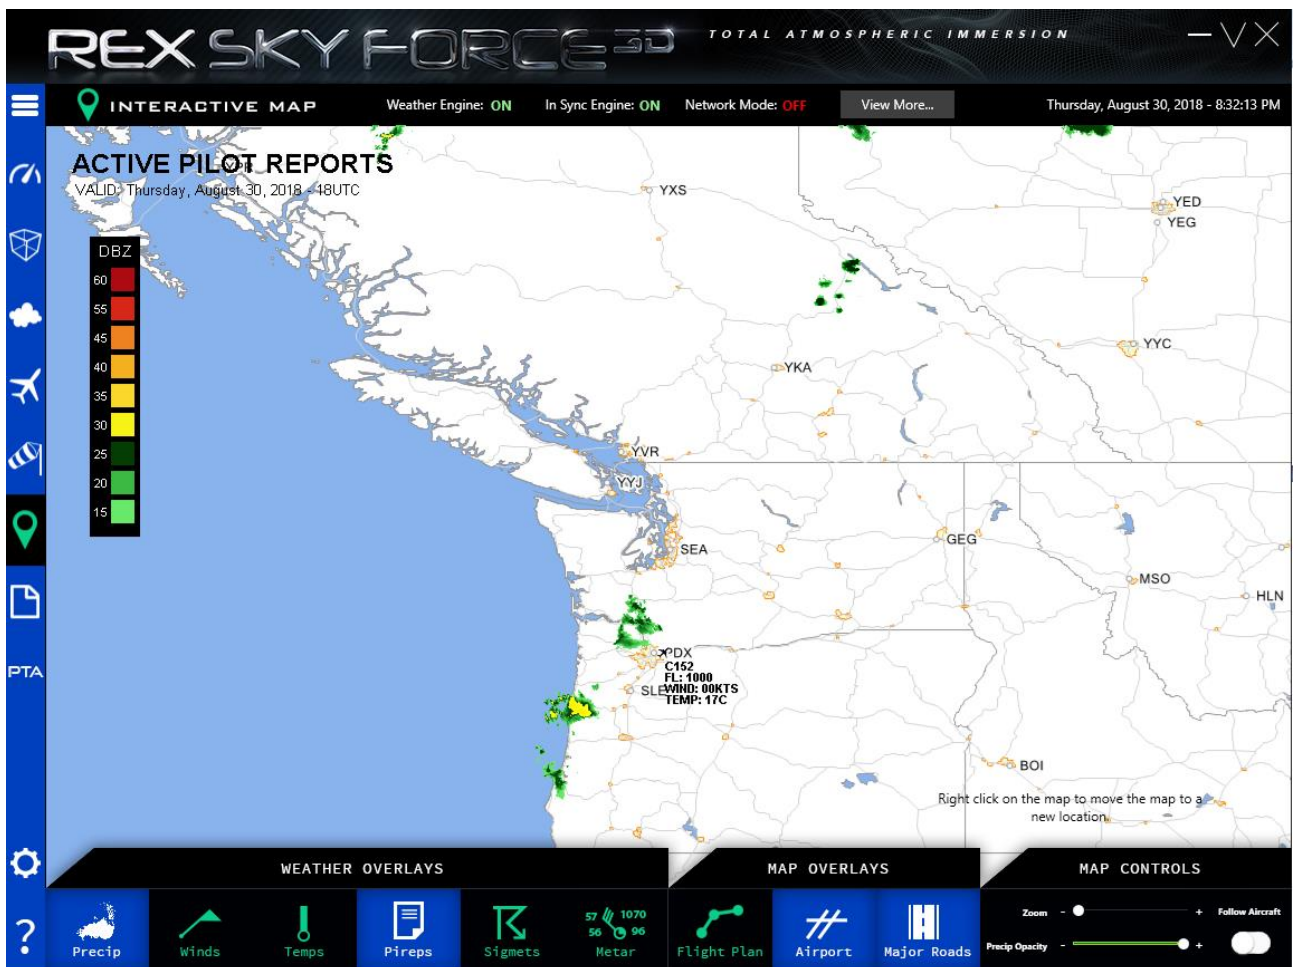 REX SKY FORCE 3D
TOTAL ATMOSPHERIC IMMERSION
INTERACTIVE MAP
Weather Engine: ON
In Sync Engine: ON
Network Mode: OFF
View More...
Thursday, August 30, 2018 - 8:32:13 PM
ACTIVE PILOT REPORTS
VALID: Thursday, August 30, 2018 - 18UTC
YPR
YXS
YED
YEG
DBZ
60
55
45
40
35
30
25
20
15
YYC
YKA
YVR
YYJ
SEA
GEG
MSO
HLN
PDX
C152
FL: 1000
SLE
WIND: 00KTS
TEMP: 17C
BOI
PTA
Right click on the map to move the map to a
new location.
WEATHER OVERLAYS
MAP OVERLAYS
MAP CONTROLS
Precip
Winds
Temps
Pireps
Sigmets
57 1070
56 96
Metar
Flight Plan
Airport
Major Roads
Zoom - +
Follow Aircraft
Precip Opacity - +
?